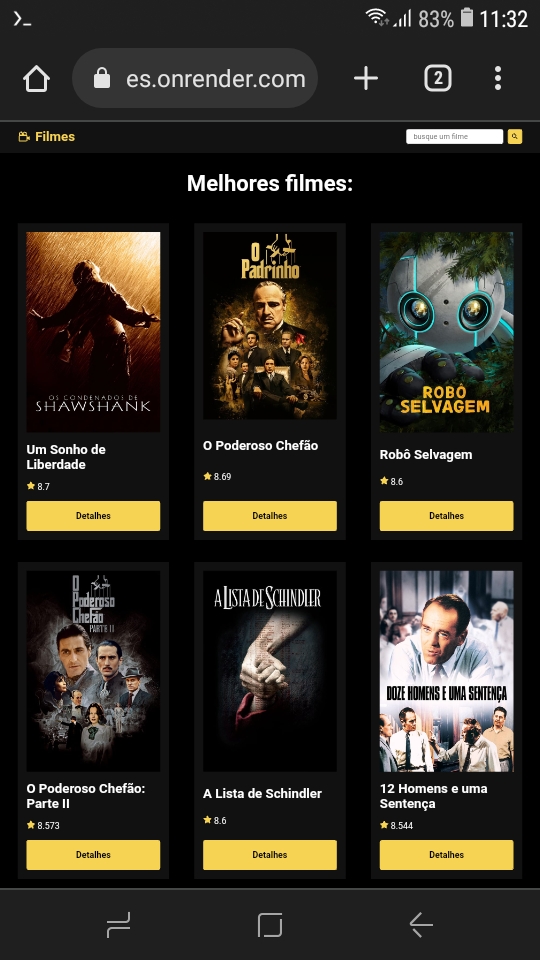 83% 11:32
es.onrender.com
2
Filmes
busque um filme
Melhores filmes:
OS CONDENADOS DE
SHAWSHANK
Um Sonho de
Liberdade
8.7
Detalhes
O
Padrinho
O Poderoso Chefão
8.69
Detalhes
ROBÔ
SELVAGEM
Robô Selvagem
8.6
Detalhes
O
Poderoso
Chefão
PARTE II
O Poderoso Chefão:
Parte II
8.573
Detalhes
A LISTA DE SCHINDLER
A Lista de Schindler
8.6
Detalhes
DOZE HOMENS E UMA SENTENÇA
12 Homens e uma
Sentença
8.544
Detalhes